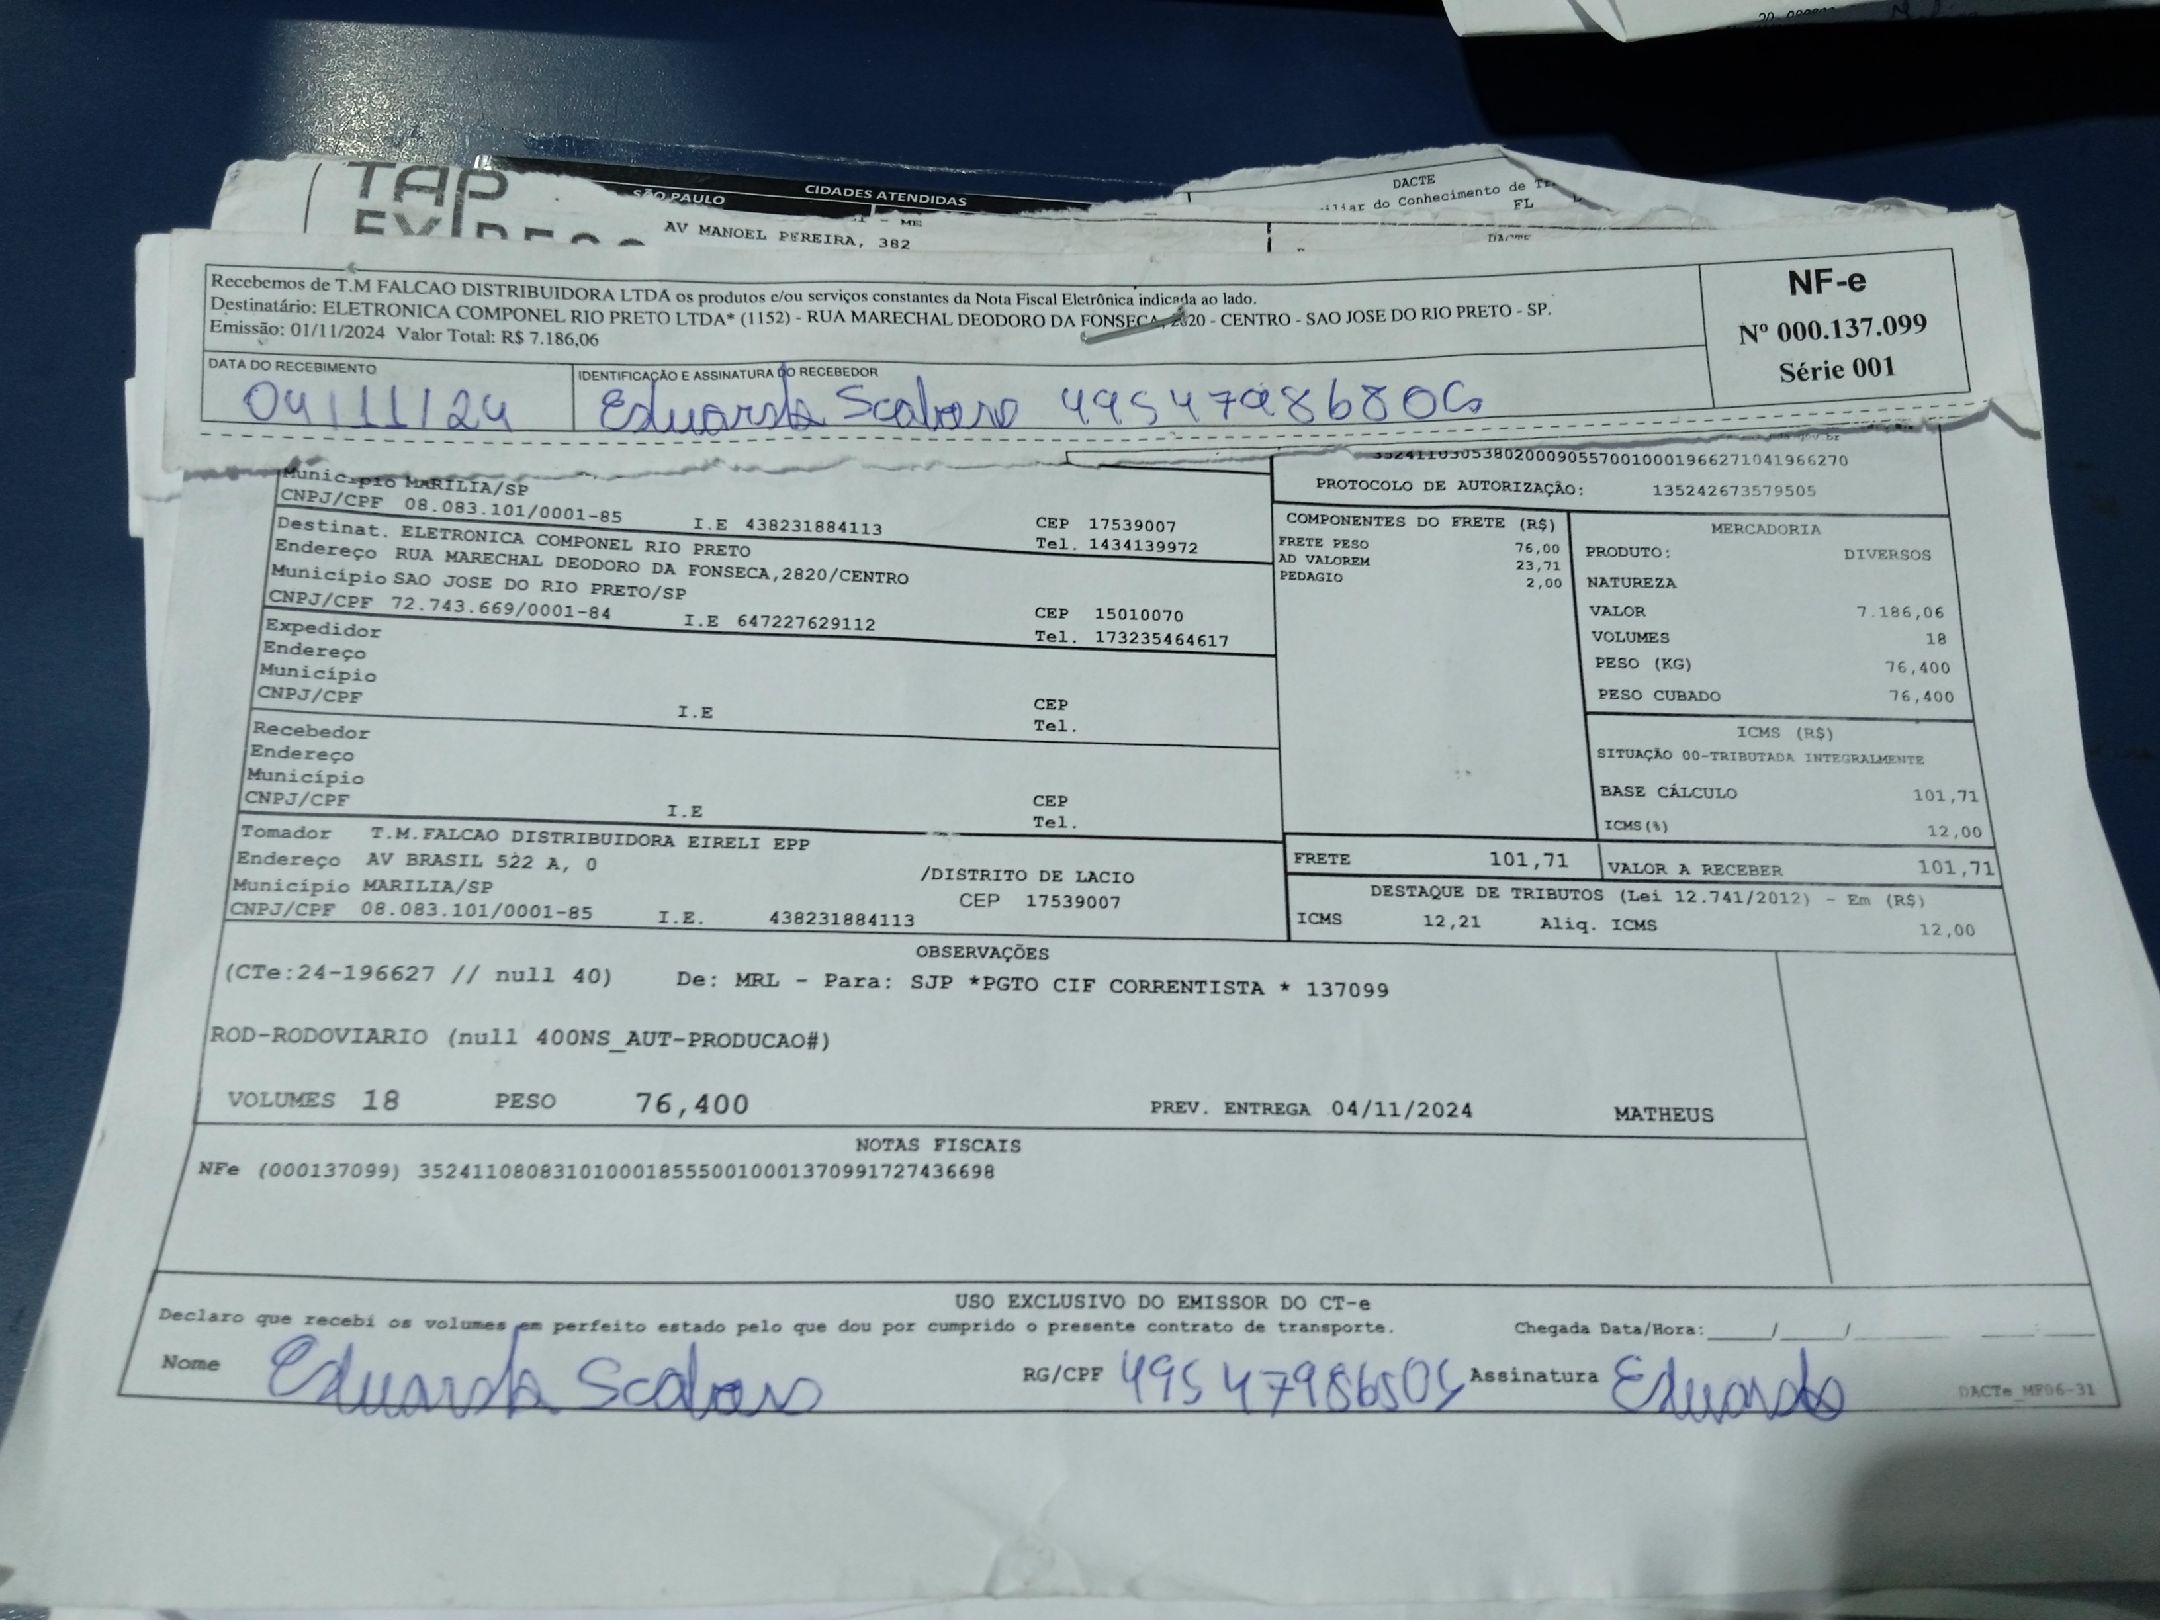 TAP
SÃO PAULO
CIDADES ATENDIDAS
DACTE
do Conhecimento de
FL
ME
AV MANOEL PEREIRA, 382
Recebemos de T.M FALCAO DISTRIBUIDORA LTDA os produtos e/ou serviços constantes da Nota Fiscal Eletrônica indicada ao lado.
Destinatário: ELETRONICA COMPONEL RIO PRETO LTDA* (1152) - RUA MARECHAL DEODORO DA FONSECA, - CENTRO - SAO JOSE DO RIO PRETO - SP.
Emissão: 01/11/2024 Valor Total: R$ 7.186,06
NF-e
Nº 000.137.099
Série 001
DATA DO RECEBIMENTO
04/11/24
IDENTIFICAÇÃO E ASSINATURA DO RECEBEDOR
Eduarda
Município MARILIA/SP
CNPJ/CPF 08.083.101/0001-85 I.E 438231884113 CEP 17539007
Tel. 1434139972
Destinat. ELETRONICA COMPONEL RIO PRETO
Endereço RUA MARECHAL DEODORO DA FONSECA,2820/CENTRO
Município SAO JOSE DO RIO PRETO/SP
CNPJ/CPF 72.743.669/0001-84 I.E 647227629112 CEP 15010070
Tel. 173235464617
Expedidor
Endereço
Município
CNPJ/CPF I.E CEP
Tel.
Recebedor
Endereço
Município
CNPJ/CPF I.E CEP
Tel.
Tomador T.M.FALCAO DISTRIBUIDORA EIRELI EPP
Endereço AV BRASIL 522 A, 0 /DISTRITO DE LACIO
Município MARILIA/SP CEP 17539007
CNPJ/CPF 08.083.101/0001-85 I.E. 438231884113
PROTOCOLO DE AUTORIZAÇÃO: 135242673579505
COMPONENTES DO FRETE (R$)
FRETE PESO 76,00
AD VALOREM 23,71
PEDAGIO 2,00
MERCADORIA
PRODUTO: DIVERSOS
NATUREZA
VALOR 7.186,06
VOLUMES 18
PESO (KG) 76,400
PESO CUBADO 76,400
ICMS (R$)
SITUAÇÃO 00-TRIBUTADA INTEGRALMENTE
BASE CÁLCULO 101,71
ICMS(%) 12,00
FRETE 101,71 VALOR A RECEBER 101,71
DESTAQUE DE TRIBUTOS (Lei 12.741/2012) - Em (R$)
ICMS 12,21 Aliq. ICMS 12,00
OBSERVAÇÕES
(CTe:24-196627 // null 40) De: MRL - Para: SJP *PGTO CIF CORRENTISTA * 137099
ROD-RODOVIARIO (null 400NS_AUT-PRODUCAO#)
VOLUMES 18 PESO 76,400 PREV. ENTREGA 04/11/2024 MATHEUS
NOTAS FISCAIS
NFe (000137099) 35241108083101000185550010001370991727436698
USO EXCLUSIVO DO EMISSOR DO CT-e
Declaro que recebi os volumes em perfeito estado pelo que dou por cumprido o presente contrato de transporte. Chegada Data/Hora:_____/_____/_____ ___:___
Nome Eduarda RG/CPF Assinatura Eduarda
DACTe_MF06-31